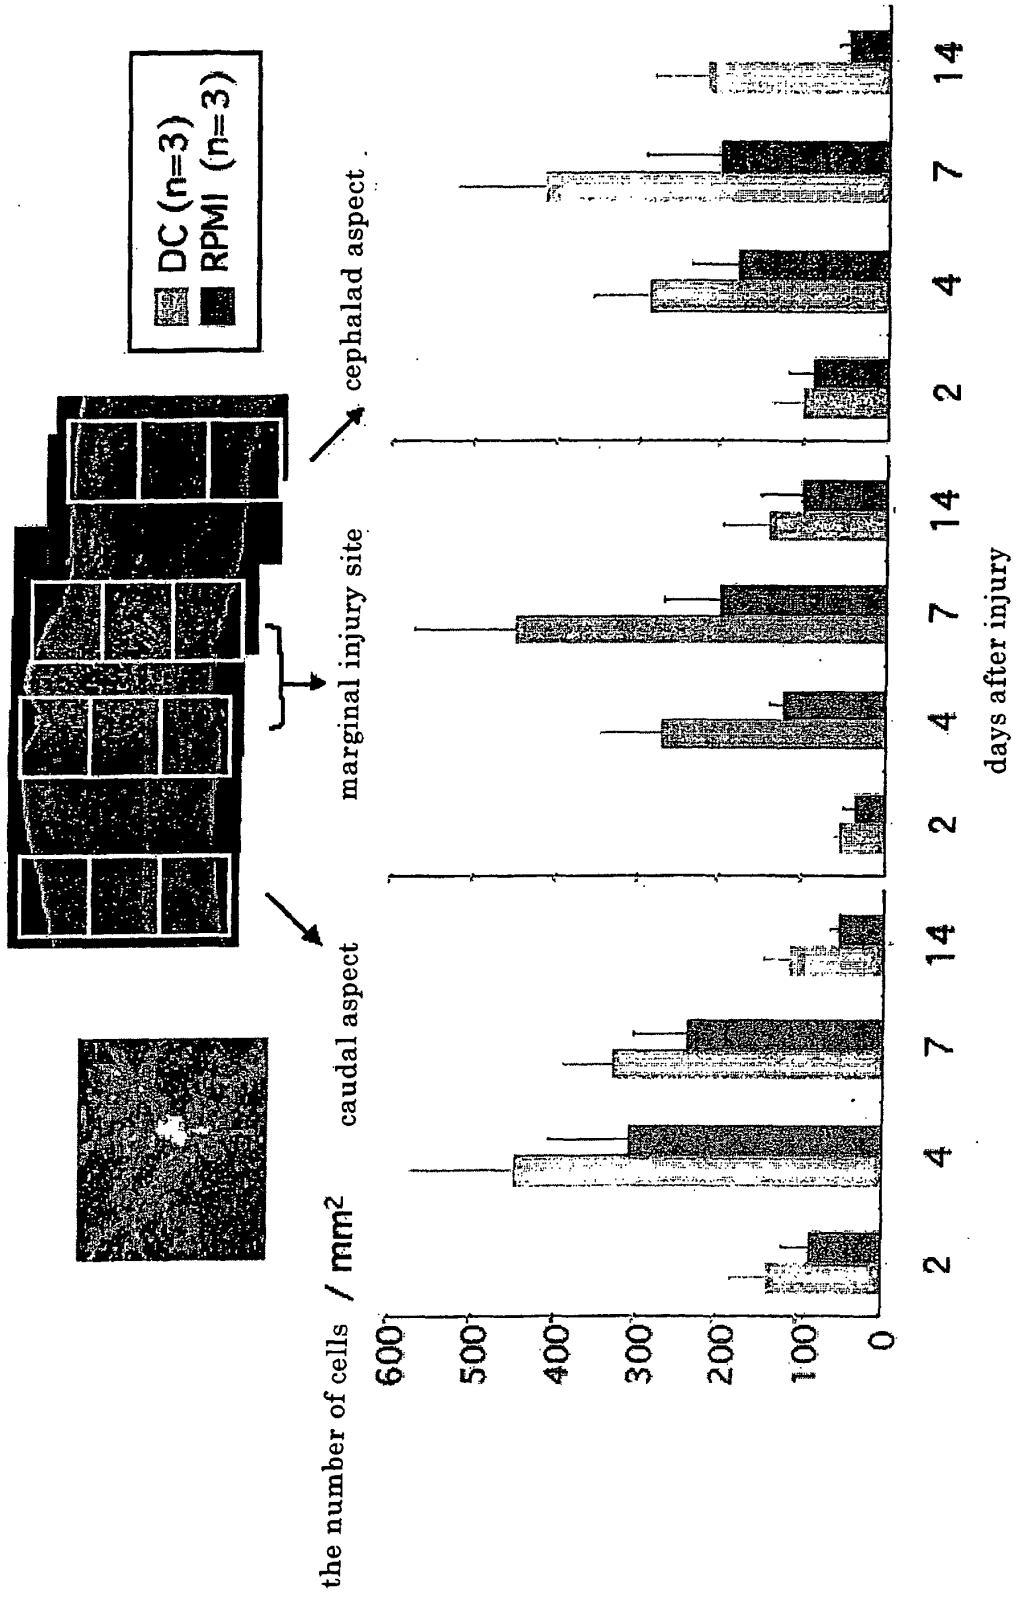 DC (n=3)
RPMI (n=3)
caudal aspect
marginal injury site
cephalad aspect
the number of cells / mm²
600
500
400
300
200
100
0
2 4 7 14
2 4 7 14
2 4 7 14
days after injury